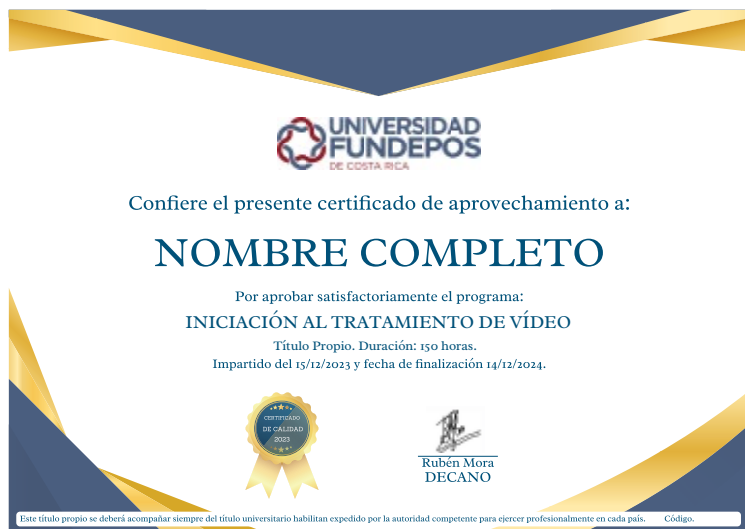 UNIVERSIDAD
FUNDEPOS
DE COSTA RICA
Confiere el presente certificado de aprovechamiento a:
NOMBRE COMPLETO
Por aprobar satisfactoriamente el programa:
INICIACIÓN AL TRATAMIENTO DE VÍDEO
Título Propio. Duración: 150 horas.
Impartido del 15/12/2023 y fecha de finalización 14/12/2024.
CERTIFICADO
DE CALIDAD
2023
Rubén Mora
DECANO
Este título propio se deberá acompañar siempre del título universitario habilitan expedido por la autoridad competente para ejercer profesionalmente en cada país. Código.